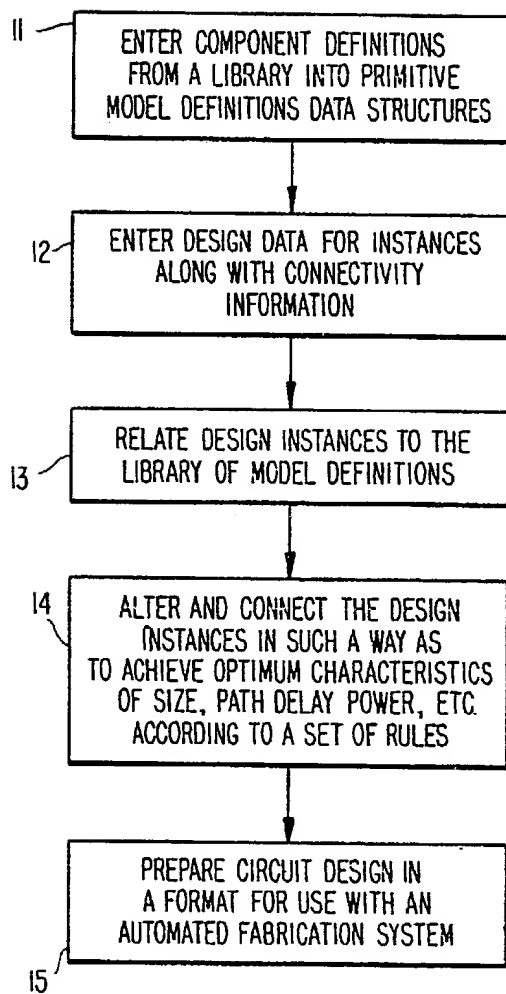 11
ENTER COMPONENT DEFINITIONS
FROM A LIBRARY INTO PRIMITIVE
MODEL DEFINITIONS DATA STRUCTURES
12
ENTER DESIGN DATA FOR INSTANCES
ALONG WITH CONNECTIVITY
INFORMATION
13
RELATE DESIGN INSTANCES TO THE
LIBRARY OF MODEL DEFINITIONS
14
ALTER AND CONNECT THE DESIGN
INSTANCES IN SUCH A WAY AS
TO ACHIEVE OPTIMUM CHARACTERISTICS
OF SIZE, PATH DELAY POWER, ETC.
ACCORDING TO A SET OF RULES
PREPARE CIRCUIT DESIGN IN
A FORMAT FOR USE WITH AN
AUTOMATED FABRICATION SYSTEM
15